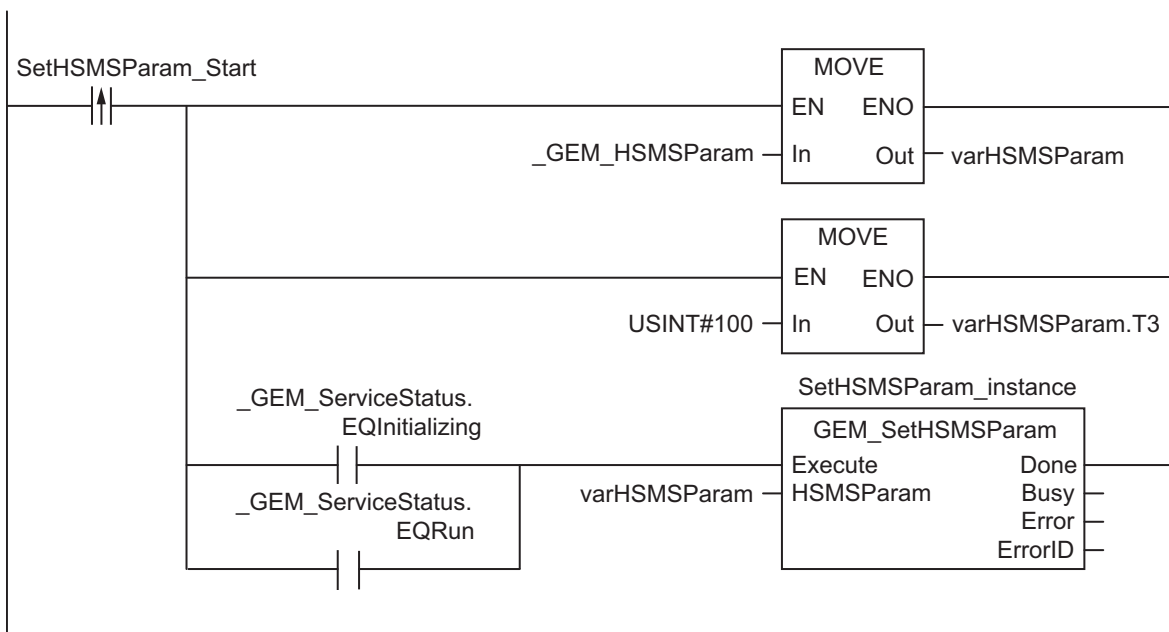 SetHSMSParam_Start
MOVE
EN ENO
_GEM_HSMSParam In Out varHSMSParam
MOVE
EN ENO
USINT#100 In Out varHSMSParam.T3
SetHSMSParam_instance
_GEM_ServiceStatus.
EQInitializing
GEM_SetHSMSParam
Execute Done
varHSMSParam HSMSParam Busy
_GEM_ServiceStatus.
EQRun
Error
ErrorID